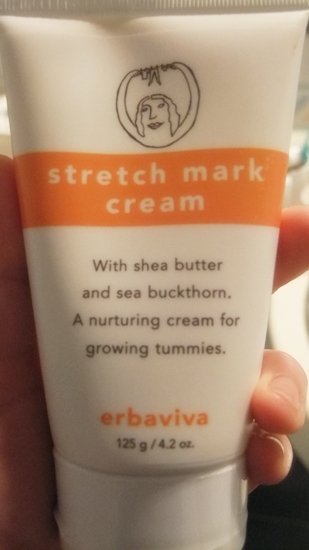 stretch mark
cream
With shea butter
and sea buckthorn.
A nurturing cream for
growing tummies.
erbaviva
125 g / 4.2 oz.